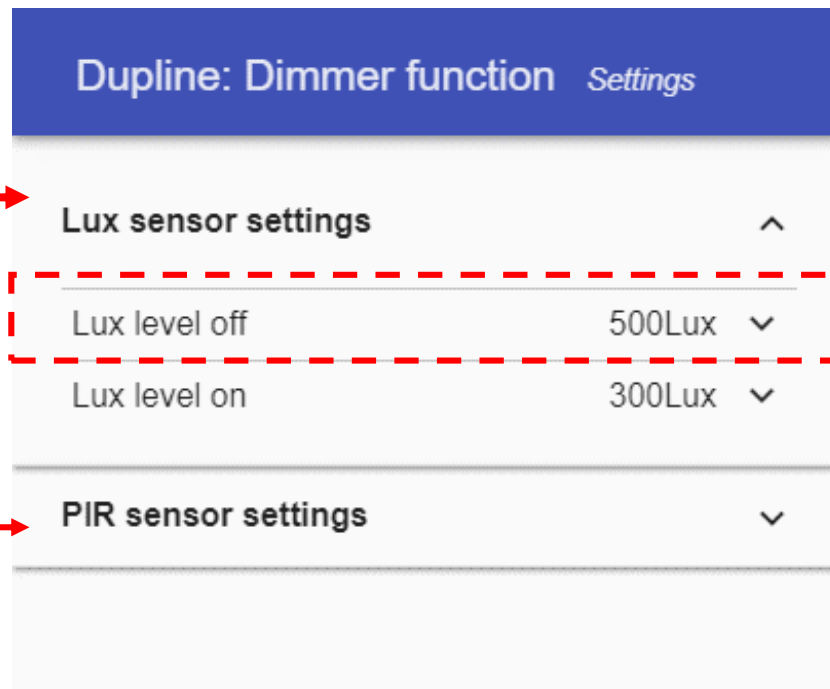 Dupline: Dimmer function Settings
Lux sensor settings
Lux level off 500Lux
Lux level on 300Lux
PIR sensor settings